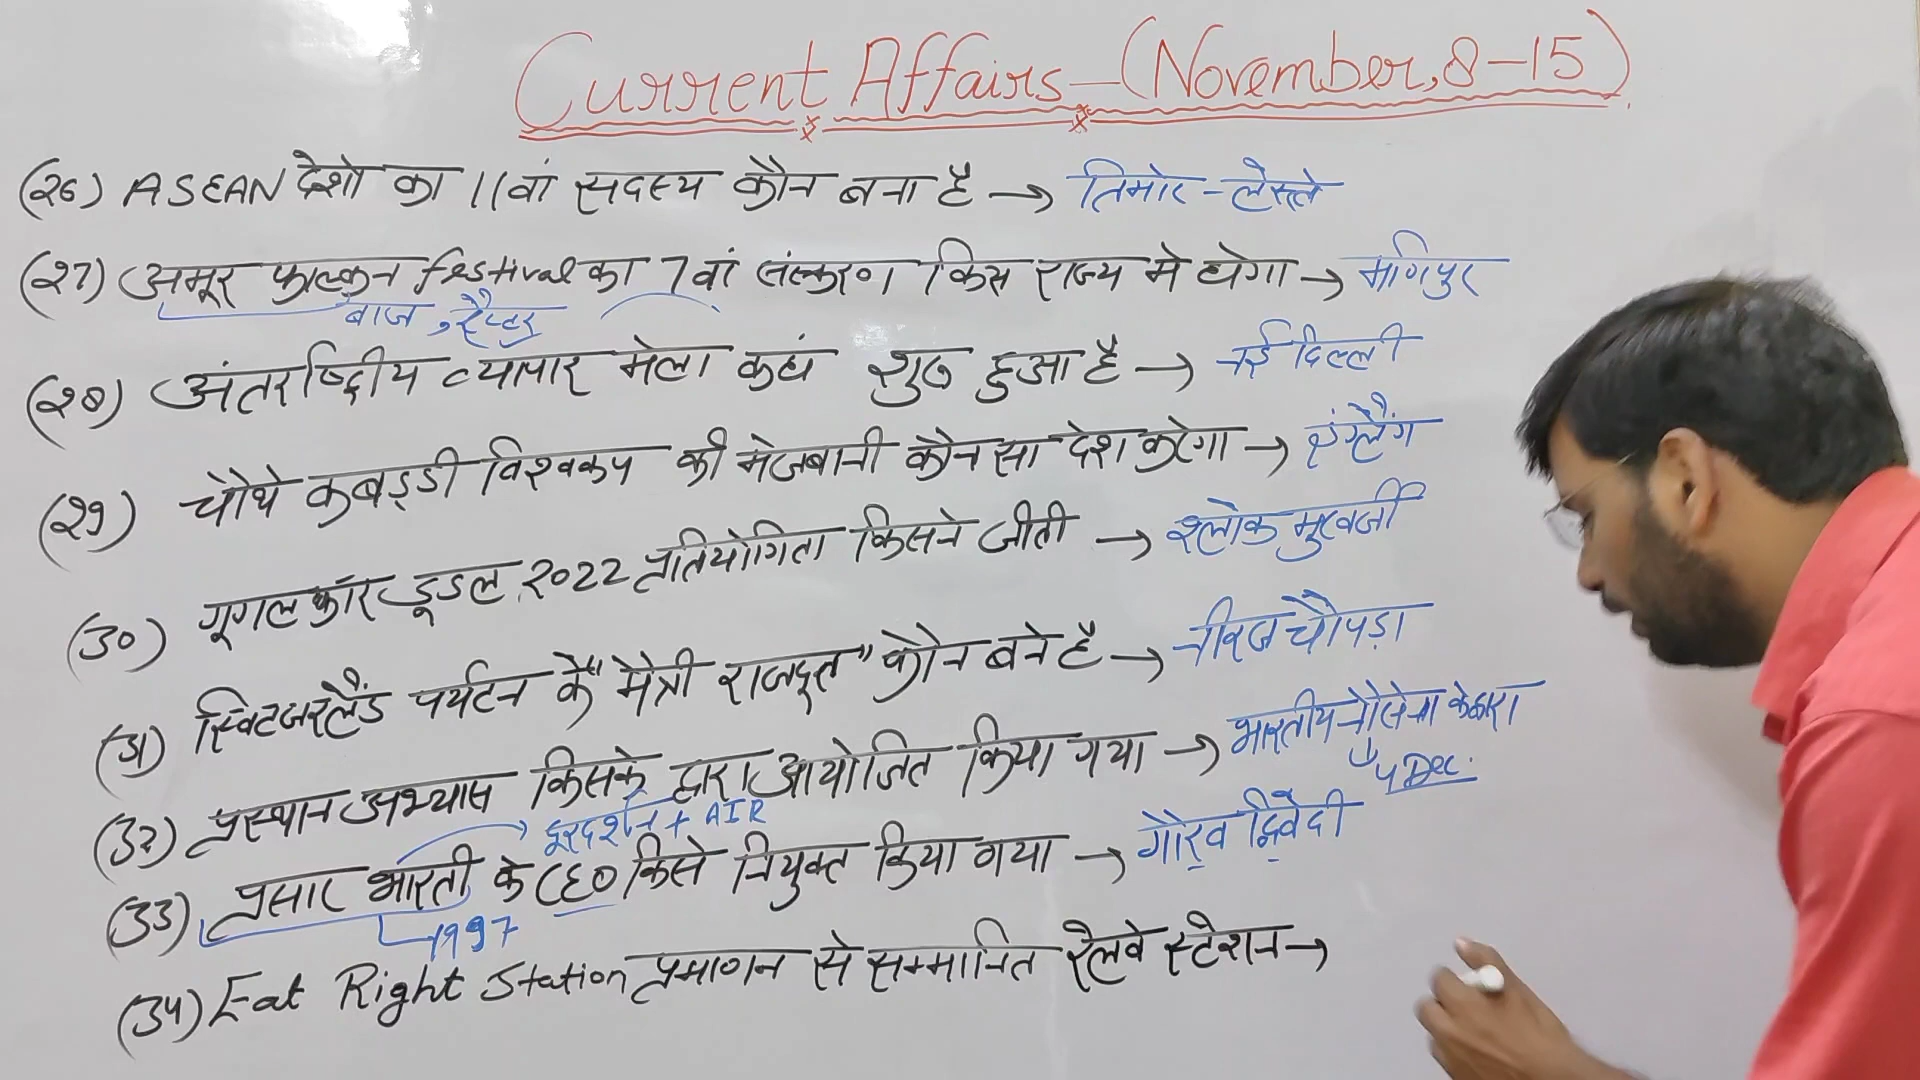 Current Affairs - (November, 8-15)
(26) ASEAN देशो का 11वां सदस्य कौन बना है → तिमोर - लेस्ते
(27) अमूर फाल्कन festival का 7वां संस्करण किस राज्य मे होगा → मणिपुर
बाज, रैप्टर
(28) अंतर्राष्ट्रीय व्यापार मेला कहां शुरु हुआ है → नई दिल्ली
(29) चौथे कबड्डी विश्वकप की मेजबानी कौन सा देश करेगा →
(30) गूगल फॉर डूडल 2022 प्रतियोगिता किसने जीती → श्लोक मुखर्जी
(31) स्विटजरलैंड पर्यटन के "मैत्री राजदूत" कौन बने है → नीरज चौपड़ा
(32) प्रस्थान अभ्यास किसके द्वारा आयोजित किया गया → भारतीय नौसेना के द्वारा
4 Dec.
दूरदर्शन + AIR
(33) प्रसार भारती के CEO किसे नियुक्त किया गया → गौरव द्विवेदी
1997
(34) Eat Right Station प्रमाणन से सम्मानित रेलवे स्टेशन →